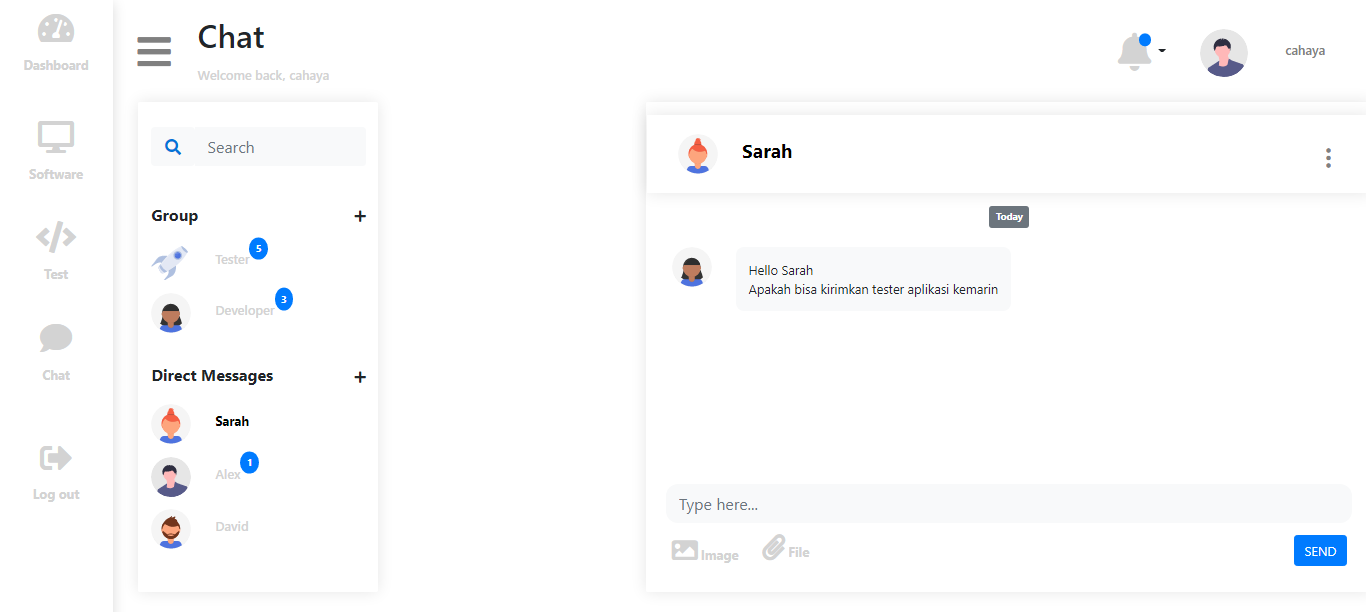 Dashboard
Software
Test
Chat
Log out
Chat
Welcome back, cahaya
cahaya
Search
Group +
Tester 5
Developer 3
Direct Messages +
Sarah
Alex 1
David
Sarah
Today
Hello Sarah
Apakah bisa kirimkan tester aplikasi kemarin
Type here...
Image File
SEND